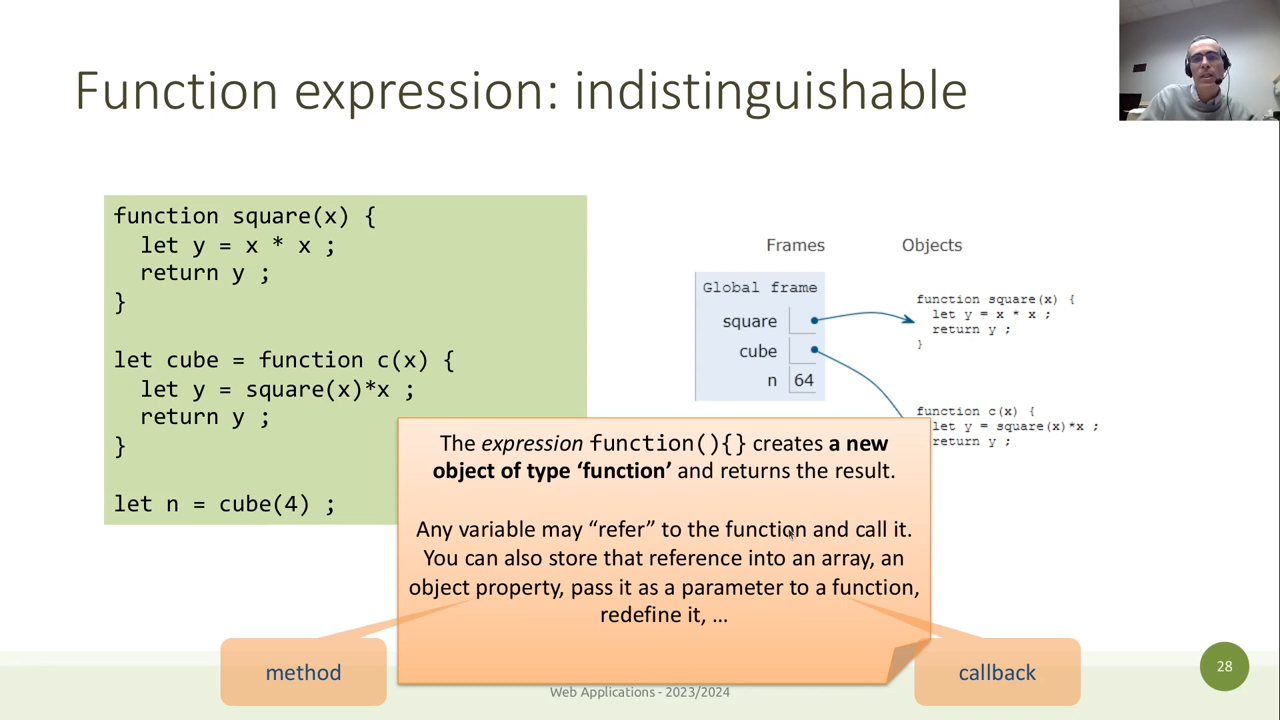 Function expression: indistinguishable
function square(x) {
let y = x * x ;
return y ;
}
let cube = function c(x) {
let y = square(x)*x ;
return y ;
}
let n = cube(4) ;
Frames
Objects
Global frame
square
cube
n 64
function square(x) {
let y = x * x ;
return y ;
}
function c(x) {
let y = square(x)*x ;
return y ;
The expression function(){} creates a new
object of type ‘function’ and returns the result.
Any variable may “refer” to the function and call it.
You can also store that reference into an array, an
object property, pass it as a parameter to a function,
redefine it, …
method
callback
Web Applications - 2023/2024
28